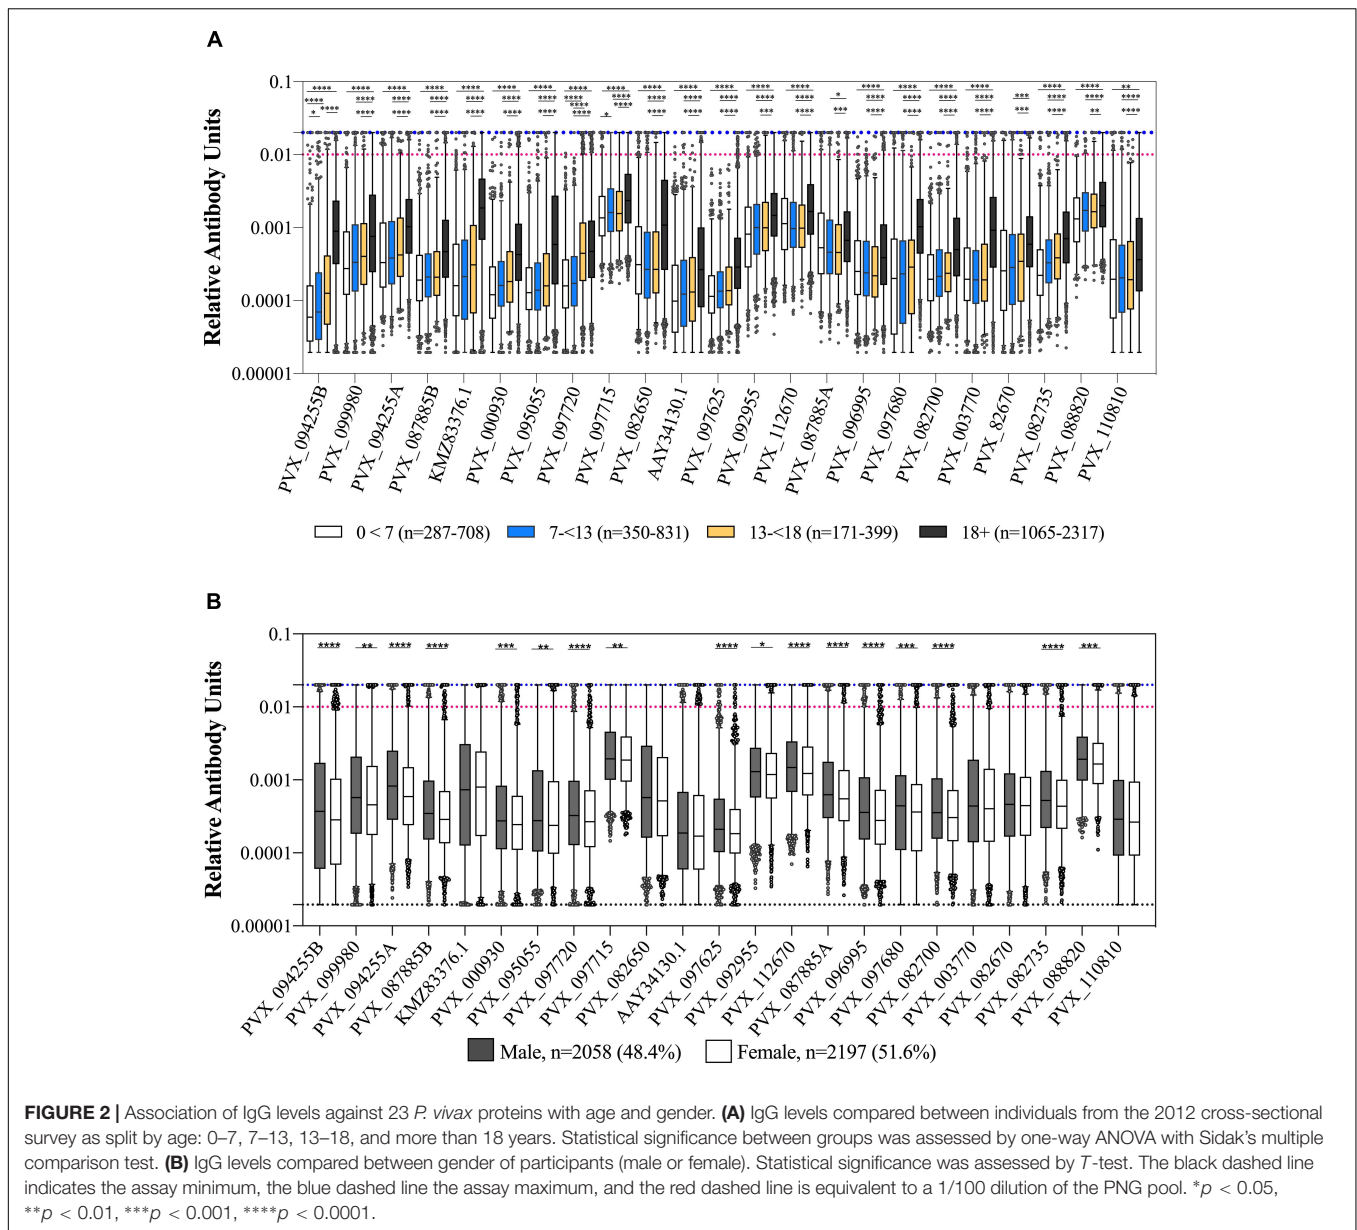 A
**** **** **** **** **** **** **** **** **** **** **** **** **** **** * **** **** **** **** *** **** **** **
0.1
0.01
0.001
0.0001
0.00001
Relative Antibody Units
PVX_094255B
PVX_099980
PVX_094255A
PVX_087885B
KMZ83376.1
PVX_000930
PVX_095055
PVX_097720
PVX_097715
PVX_082650
AAY34130.1
PVX_097625
PVX_092955
PVX_112670
PVX_087885A
PVX_096995
PVX_097680
PVX_082700
PVX_003770
PVX_82670
PVX_082735
PVX_088820
PVX_110810
0 < 7 (n=287-708) 7-<13 (n=350-831) 13-<18 (n=171-399) 18+ (n=1065-2317)
B
**** ** **** **** *** ** **** ** **** * **** **** **** *** **** **** ***
0.1
0.01
0.001
0.0001
0.00001
Relative Antibody Units
PVX_094255B
PVX_099980
PVX_094255A
PVX_087885B
KMZ83376.1
PVX_000930
PVX_095055
PVX_097720
PVX_097715
PVX_082650
AAY34130.1
PVX_097625
PVX_092955
PVX_112670
PVX_087885A
PVX_096995
PVX_097680
PVX_082700
PVX_003770
PVX_082670
PVX_082735
PVX_088820
PVX_110810
Male, n=2058 (48.4%) Female, n=2197 (51.6%)
FIGURE 2 | Association of IgG levels against 23 P. vivax proteins with age and gender. (A) IgG levels compared between individuals from the 2012 cross-sectional
survey as split by age: 0–7, 7–13, 13–18, and more than 18 years. Statistical significance between groups was assessed by one-way ANOVA with Sidak's multiple
comparison test. (B) IgG levels compared between gender of participants (male or female). Statistical significance was assessed by T-test. The black dashed line
indicates the assay minimum, the blue dashed line the assay maximum, and the red dashed line is equivalent to a 1/100 dilution of the PNG pool. *p < 0.05,
**p < 0.01, ***p < 0.001, ****p < 0.0001.